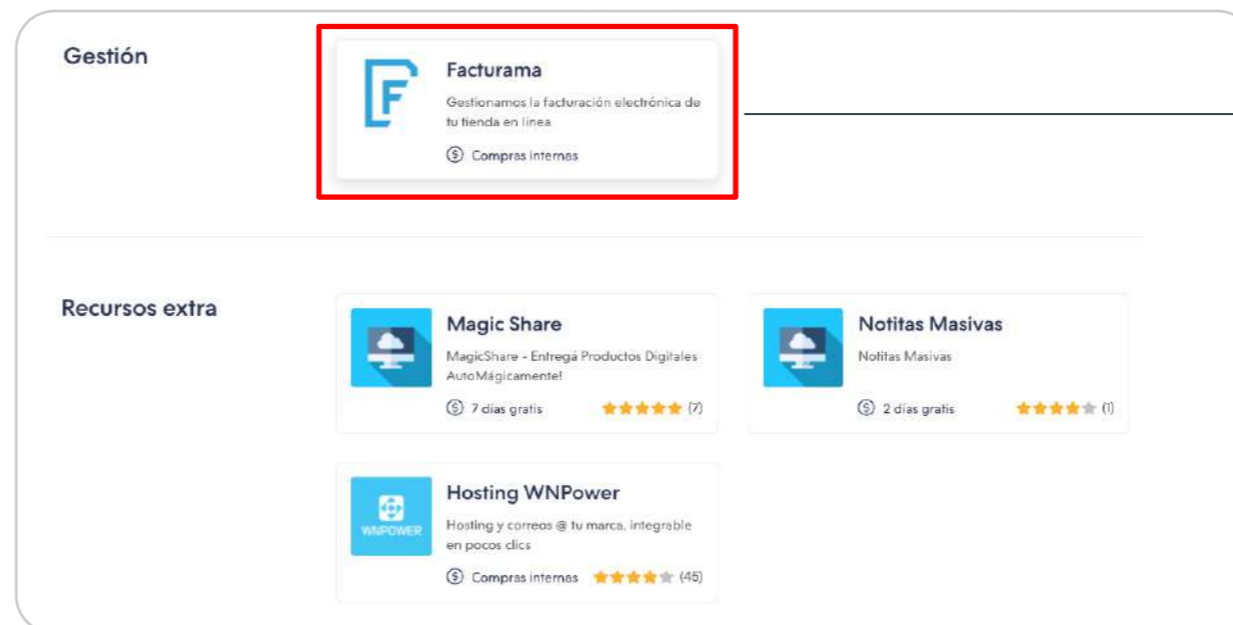 Gestión
Facturama
Gestionamos la facturación electrónica de
tu tienda en línea
Compras internas
Recursos extra
Magic Share
MagicShare - Entregá Productos Digitales
AutoMágicamente!
7 días gratis
(7)
Notitas Masivas
Notitas Masivas
2 días gratis
(1)
WNPOWER
Hosting WNPower
Hosting y correos @ tu marca, integrable
en pocos clics
Compras internas
(45)